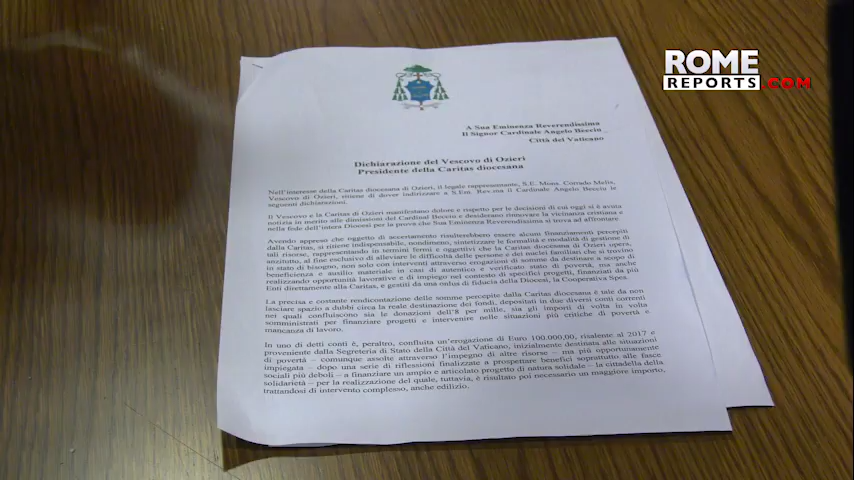 ROME
REPORTS.COM
A Sua Eminenza Reverendissima
Il Signor Cardinale Angelo Becciu
Città del Vaticano
Dichiarazione del Vescovo di Ozieri
Presidente della Caritas diocesana
Nell'interesse della Caritas diocesana di Ozieri, il legale rappresentante, S.E. Mons. Corrado Melis,
Vescovo di Ozieri, ritiene di dover indirizzare a S.Em. Rev.ma il Cardinale Angelo Becciu le
seguenti dichiarazioni.
Il Vescovo e la Caritas di Ozieri manifestano dolore e rispetto per le decisioni di cui oggi si è avuta
notizia in merito alle dimissioni del Cardinal Becciu e desiderano rinnovare la vicinanza cristiana e
nella fede dell'intera Diocesi per la prova che Sua Eminenza Reverendissima si trova ad affrontare
Avendo appreso che oggetto di accertamento risulterebbero essere alcuni finanziamenti percepiti
dalla Caritas, si ritiene indispensabile, nondimeno, sintetizzare le formalità e modalità di gestione di
tali risorse, rappresentando in termini fermi e oggettivi che la Caritas diocesana di Ozieri opera,
anzitutto, al fine esclusivo di alleviare le difficoltà delle persone e dei nuclei familiari che si trovino
in stato di bisogno, non solo con interventi attraverso erogazioni di somme da destinare a scopo di
beneficenza e ausilio materiale in casi di autentico e verificato stato di povertà, ma anche
realizzando opportunità lavorative e di impiego nel contesto di specifici progetti, finanziati da più
Enti direttamente alla Caritas, e gestiti da una onlus di fiducia della Diocesi, la Cooperativa Spes.
La precisa e costante rendicontazione delle somme percepite dalla Caritas diocesana è tale da non
lasciare spazio a dubbi circa la reale destinazione dei fondi, depositati in due diversi conti correnti
nei quali confluiscono sia le donazioni dell'8 per mille, sia gli importi di volta in volta
somministrati per finanziare progetti e intervenire nelle situazioni più critiche di povertà e
mancanza di lavoro.
In uno di detti conti è, peraltro, confluita un'erogazione di Euro 100.000,00, risalente al 2017 e
proveniente dalla Segreteria di Stato della Città del Vaticano, inizialmente destinata alle situazioni
di povertà – comunque assolte attraverso l'impegno di altre risorse – ma più opportunamente
impiegata – dopo una serie di riflessioni finalizzate a prospettare benefici soprattutto alle fasce
sociali più deboli – a finanziare un ampio e articolato progetto di natura solidale – la cittadella della
solidarietà – per la realizzazione del quale, tuttavia, è risultato poi necessario un maggiore importo,
trattandosi di intervento complesso, anche edilizio.